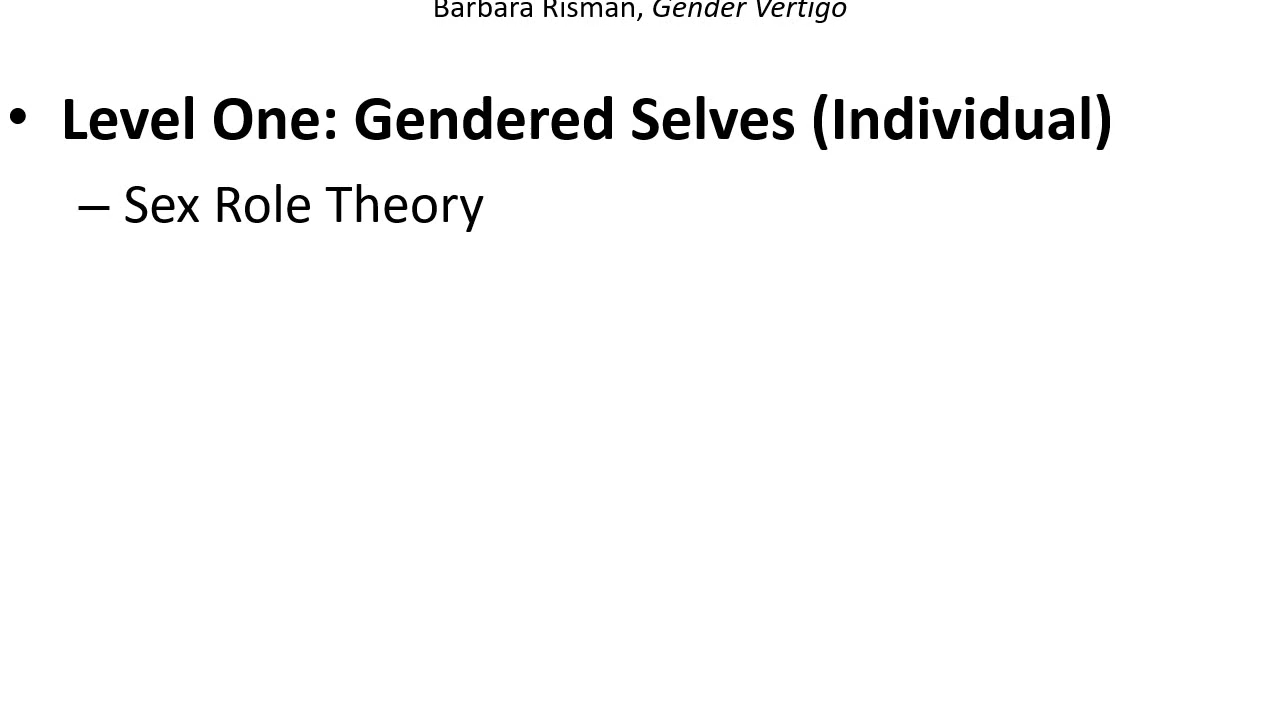 Barbara Risman, Gender Vertigo
• Level One: Gendered Selves (Individual)
– Sex Role Theory